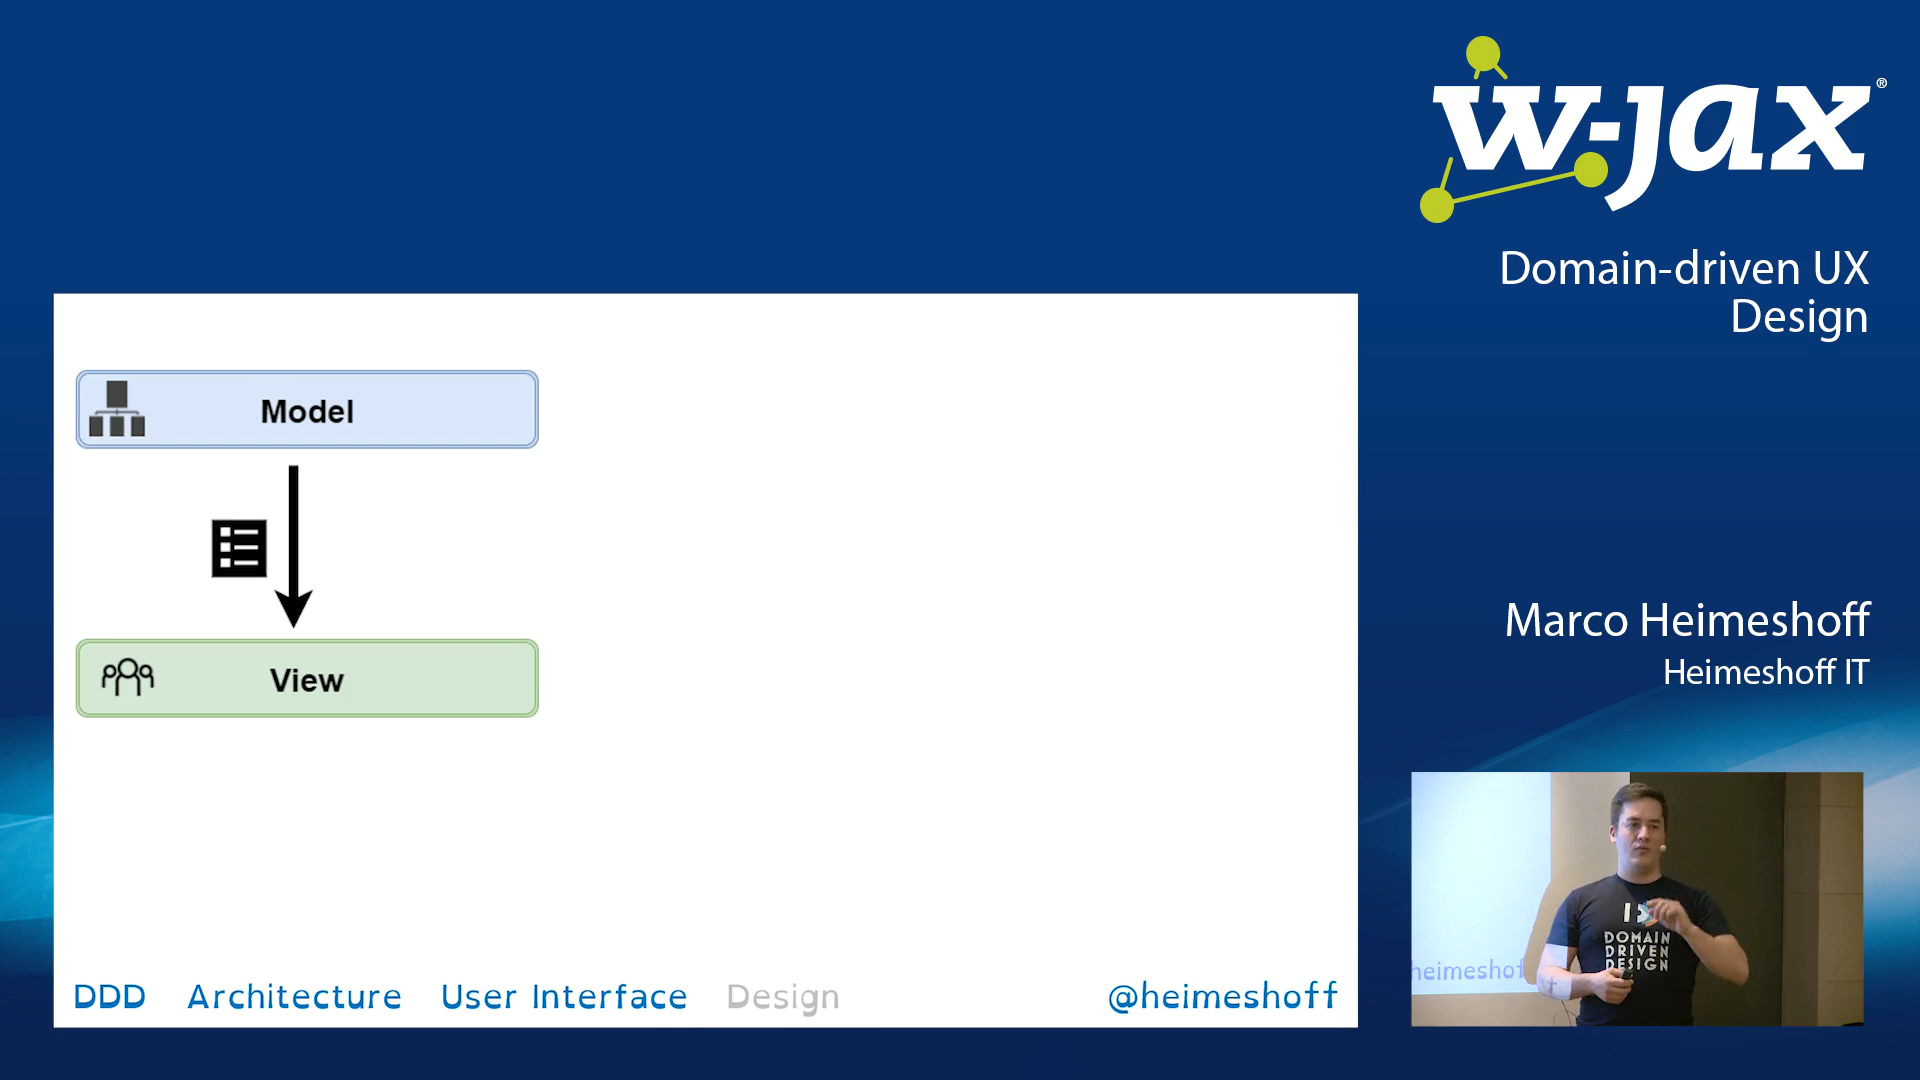 w-jax®
Domain-driven UX
Design
Model
View
Marco Heimeshoff
Heimeshoff IT
DDD Architecture User Interface Design @heimeshoff
heimeshof
I
DOMAIN
DRIVEN
DESIGN